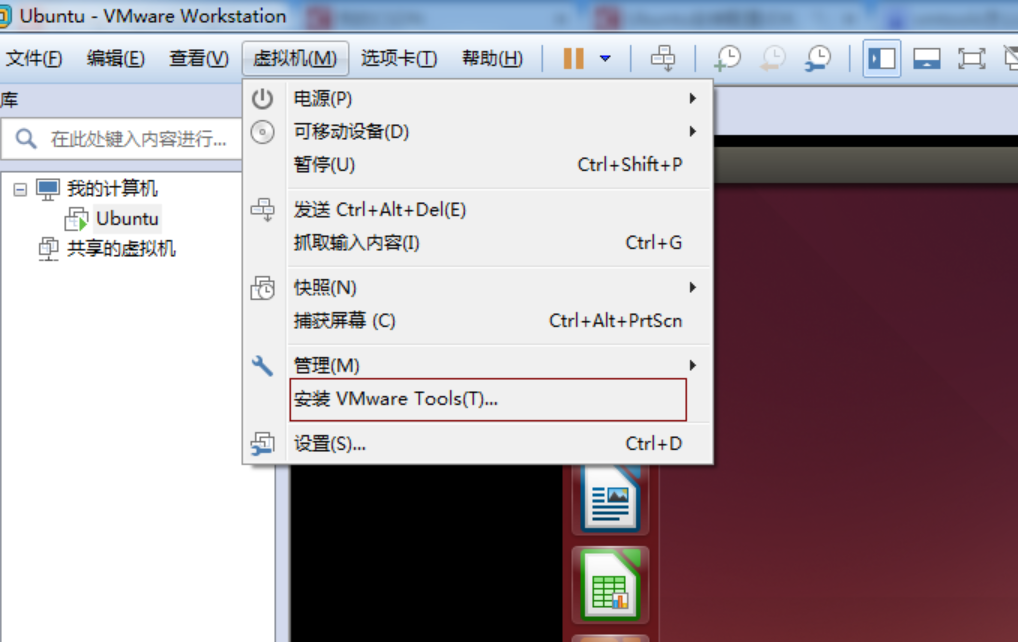 Ubuntu - VMware Workstation
文件(F) 编辑(E) 查看(V) 虚拟机(M) 选项卡(T) 帮助(H)
库
在此处键入内容进行...
我的计算机
Ubuntu
共享的虚拟机
电源(P)
可移动设备(D)
暂停(U) Ctrl+Shift+P
发送 Ctrl+Alt+Del(E)
抓取输入内容(I) Ctrl+G
快照(N)
捕获屏幕 (C) Ctrl+Alt+PrtScn
管理(M)
安装 VMware Tools(T)...
设置(S)... Ctrl+D